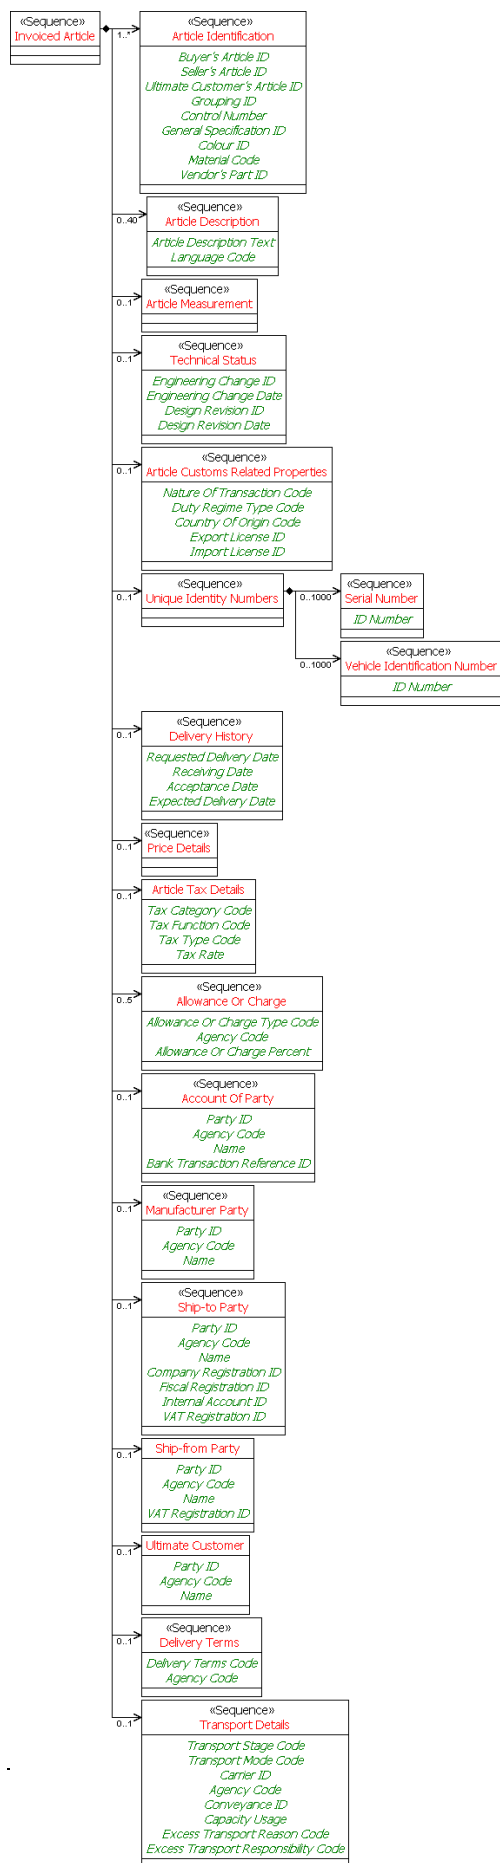 «Sequence»
Invoiced Article
1..*
«Sequence»
Article Identification
Buyer's Article ID
Seller's Article ID
Ultimate Customer's Article ID
Grouping ID
Control Number
General Specification ID
Colour ID
Material Code
Vendor's Part ID
0..40
«Sequence»
Article Description
Article Description Text
Language Code
0..1
«Sequence»
Article Measurement
0..1
«Sequence»
Technical Status
Engineering Change ID
Engineering Change Date
Design Revision ID
Design Revision Date
0..1
«Sequence»
Article Customs Related Properties
Nature Of Transaction Code
Duty Regime Type Code
Country Of Origin Code
Export License ID
Import License ID
0..1
«Sequence»
Unique Identity Numbers
0..1000
«Sequence»
Serial Number
ID Number
0..1000
«Sequence»
Vehicle Identification Number
ID Number
0..1
«Sequence»
Delivery History
Requested Delivery Date
Receiving Date
Acceptance Date
Expected Delivery Date
0..1
«Sequence»
Price Details
0..1
Article Tax Details
Tax Category Code
Tax Function Code
Tax Type Code
Tax Rate
0..5
«Sequence»
Allowance Or Charge
Allowance Or Charge Type Code
Agency Code
Allowance Or Charge Percent
0..1
«Sequence»
Account Of Party
Party ID
Agency Code
Name
Bank Transaction Reference ID
0..1
«Sequence»
Manufacturer Party
Party ID
Agency Code
Name
0..1
«Sequence»
Ship-to Party
Party ID
Agency Code
Name
Company Registration ID
Fiscal Registration ID
Internal Account ID
VAT Registration ID
0..1
Ship-from Party
Party ID
Agency Code
Name
VAT Registration ID
0..1
Ultimate Customer
Party ID
Agency Code
Name
0..1
«Sequence»
Delivery Terms
Delivery Terms Code
Agency Code
0..1
«Sequence»
Transport Details
Transport Stage Code
Transport Mode Code
Carrier ID
Agency Code
Conveyance ID
Capacity Usage
Excess Transport Reason Code
Excess Transport Responsibility Code